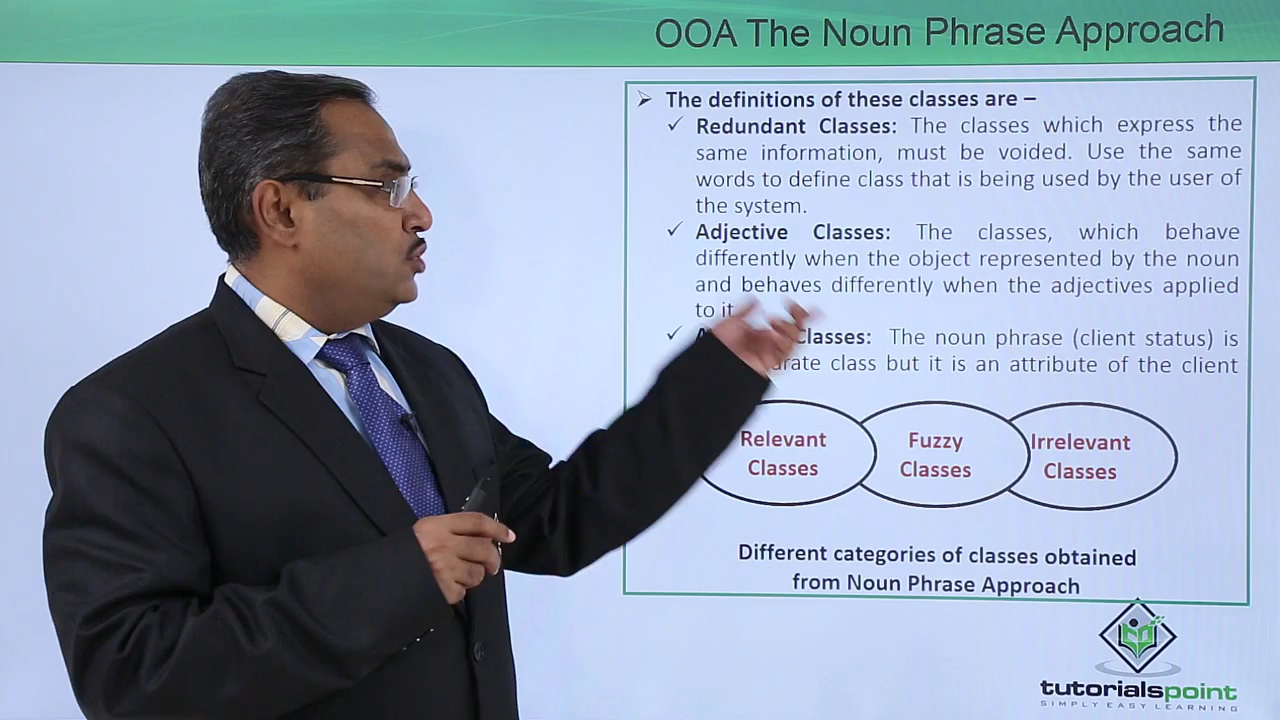 OOA The Noun Phrase Approach
The definitions of these classes are –
Redundant Classes: The classes which express the
same information, must be voided. Use the same
words to define class that is being used by the user of
the system.
Adjective Classes: The classes, which behave
differently when the object represented by the noun
and behaves differently when the adjectives applied
to it
Classes: The noun phrase (client status) is
class but it is an attribute of the client
Relevant Fuzzy Irrelevant
Classes Classes Classes
Different categories of classes obtained
from Noun Phrase Approach
tutorialspoint
SIMPLY EASY LEARNING